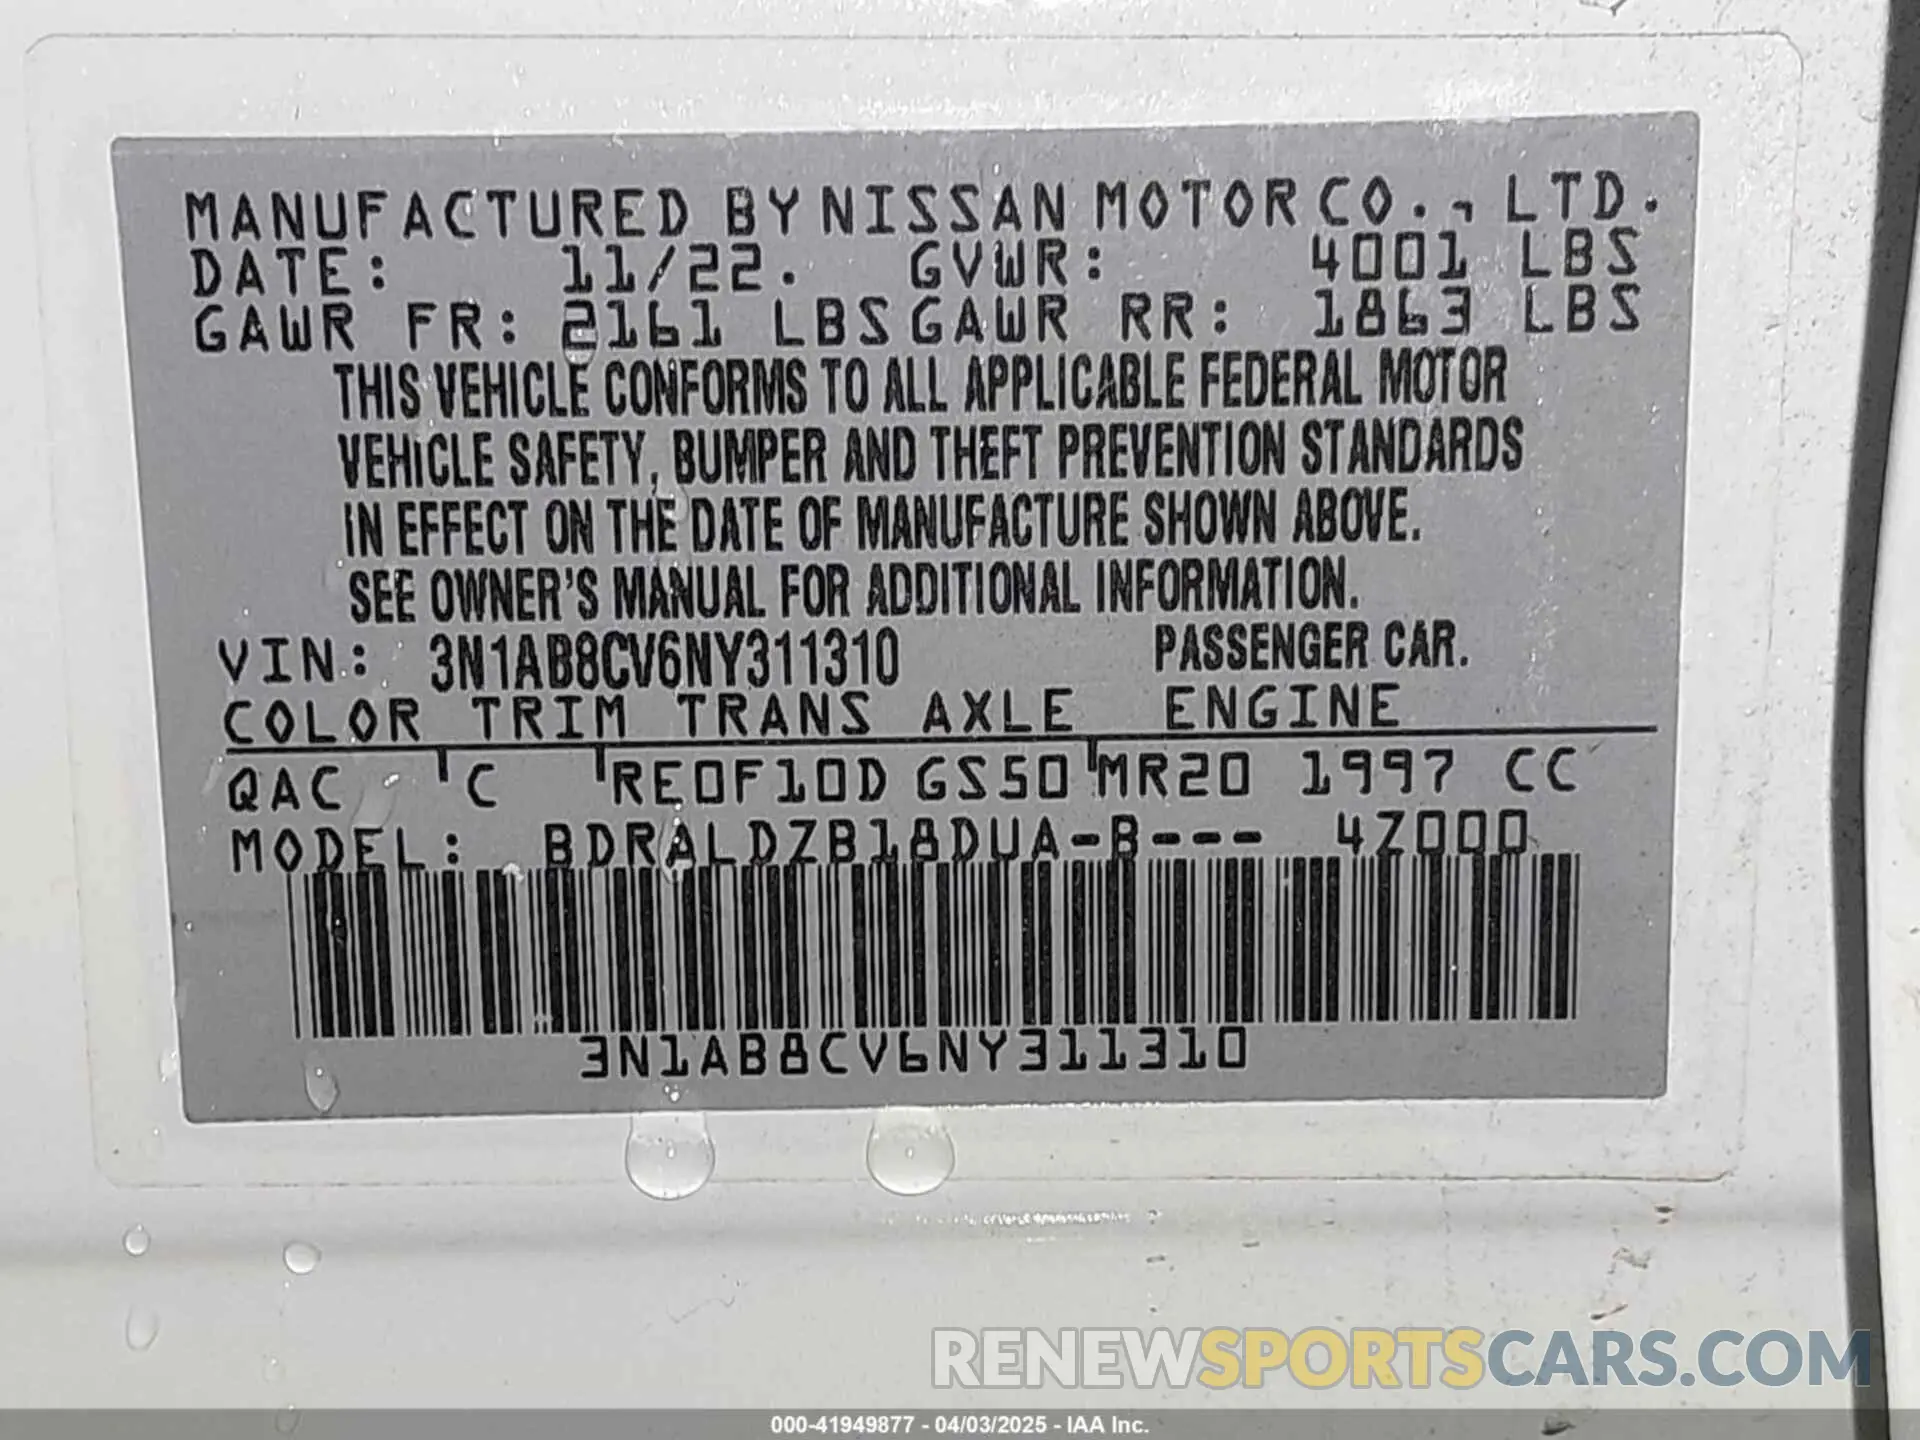 MANUFACTURED BY NISSAN MOTOR CO., LTD.
DATE: 11/22. GVWR: 4001 LBS
GAWR FR: 2161 LBS GAWR RR: 1863 LBS
THIS VEHICLE CONFORMS TO ALL APPLICABLE FEDERAL MOTOR
VEHICLE SAFETY, BUMPER AND THEFT PREVENTION STANDARDS
IN EFFECT ON THE DATE OF MANUFACTURE SHOWN ABOVE.
SEE OWNER'S MANUAL FOR ADDITIONAL INFORMATION.
VIN: 3N1AB8CV6NY311310 PASSENGER CAR.
COLOR TRIM TRANS AXLE ENGINE
QAC C RE0F10D GS50 MR20 1997 CC
MODEL: BDRALDZB18DUA-B--- 4Z000
3N1AB8CV6NY311310
RENEWSPORTSCARS.COM
000-41949877 - 04/03/2025 - IAA Inc.